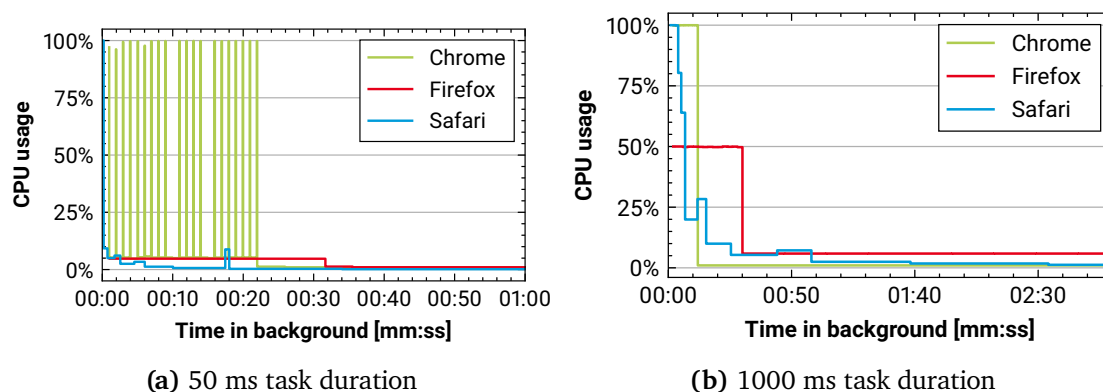 100%
75%
50%
25%
0%
CPU usage
Chrome
Firefox
Safari
00:00 00:10 00:20 00:30 00:40 00:50 01:00
Time in background [mm:ss]
(a) 50 ms task duration
100%
75%
50%
25%
0%
CPU usage
Chrome
Firefox
Safari
00:00 00:50 01:40 02:30
Time in background [mm:ss]
(b) 1000 ms task duration